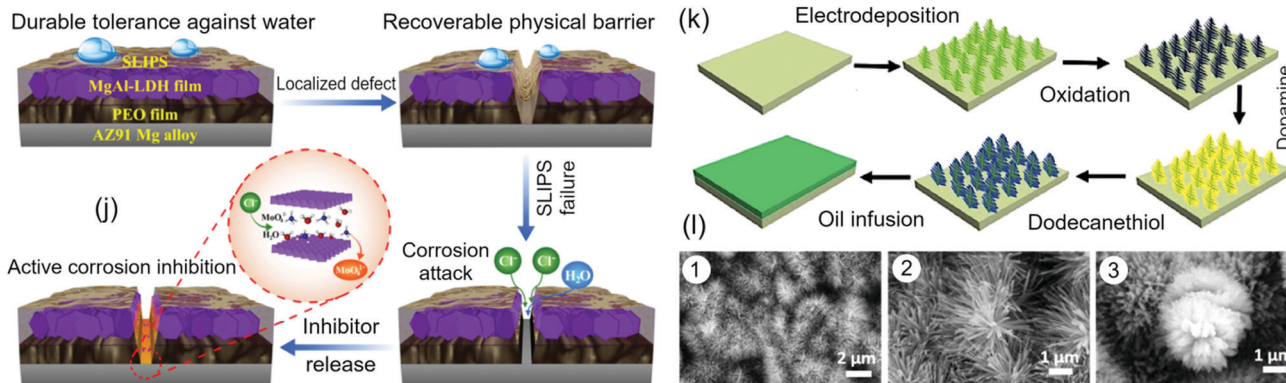 Durable tolerance against water
SLIPS
MgAl-LDH film
PEO film
AZ91 Mg alloy
Localized defect
Recoverable physical barrier
SLIPS
failure
Corrosion
attack
Cl⁻
Cl⁻
H₂O
Inhibitor
release
Active corrosion inhibition
(j)
Cl⁻
MoO₄²⁻
H₂O
MoO₄²⁻
(k)
Electrodeposition
Oxidation
Dopamine
Dodecanethiol
Oil infusion
(l)
1
2 μm
2
1 μm
3
1 μm